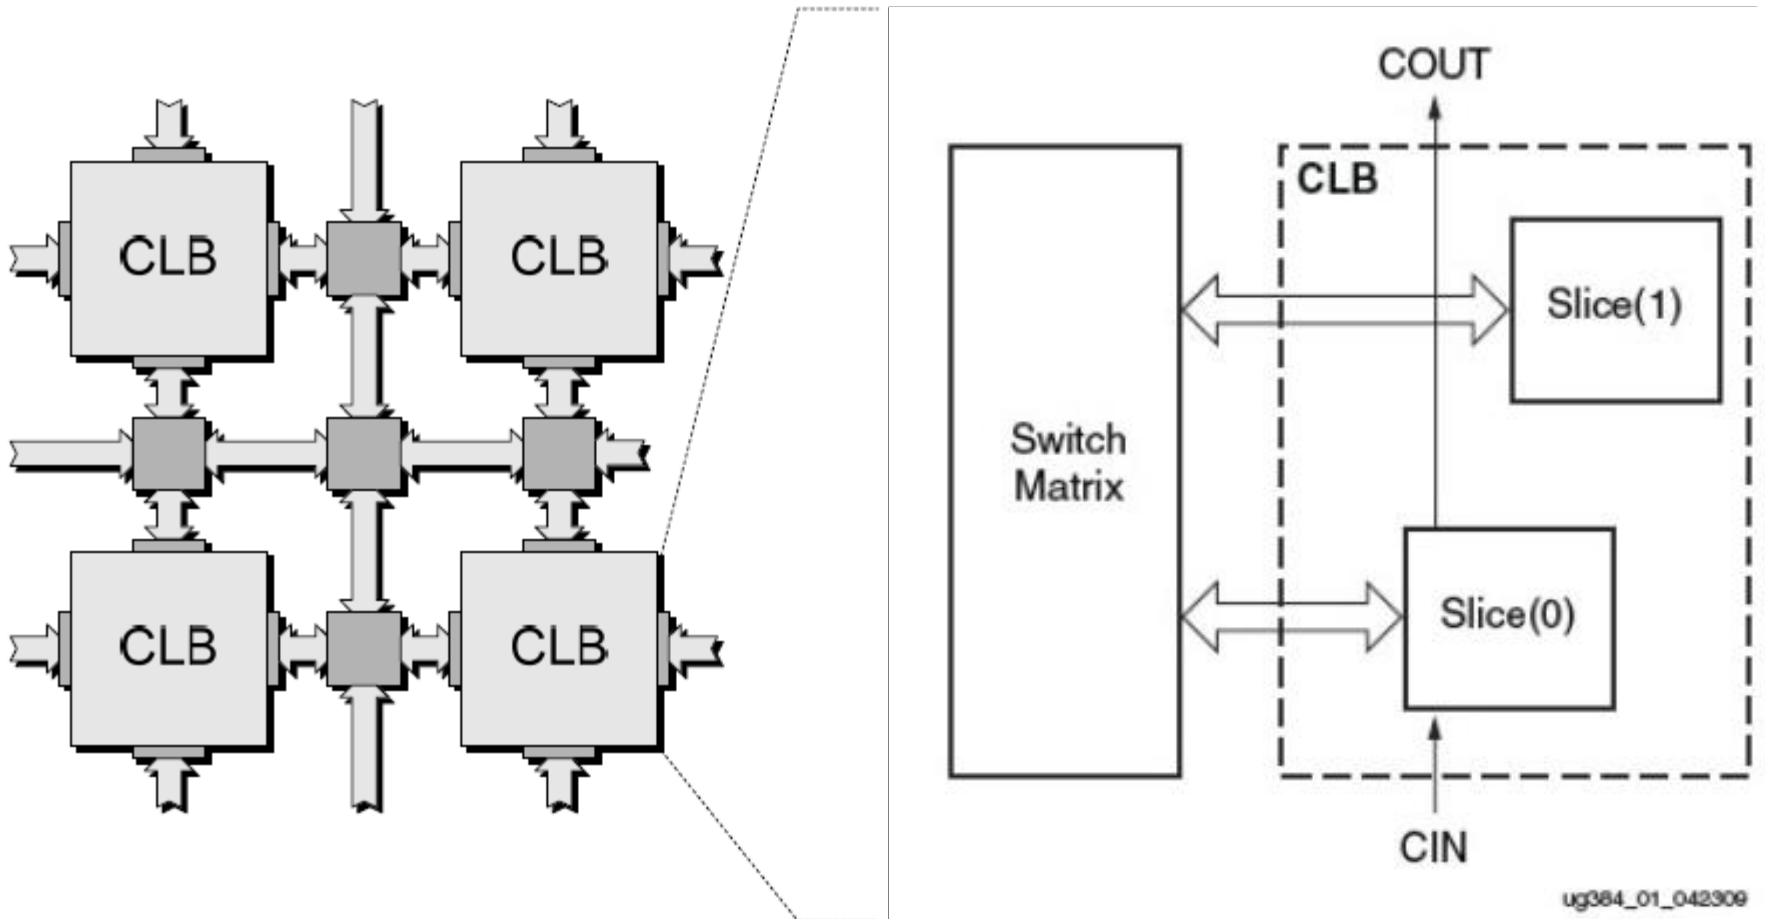 CLB
CLB
CLB
CLB
COUT
CLB
Slice(1)
Switch
Matrix
Slice(0)
CIN
ug384_01_042309